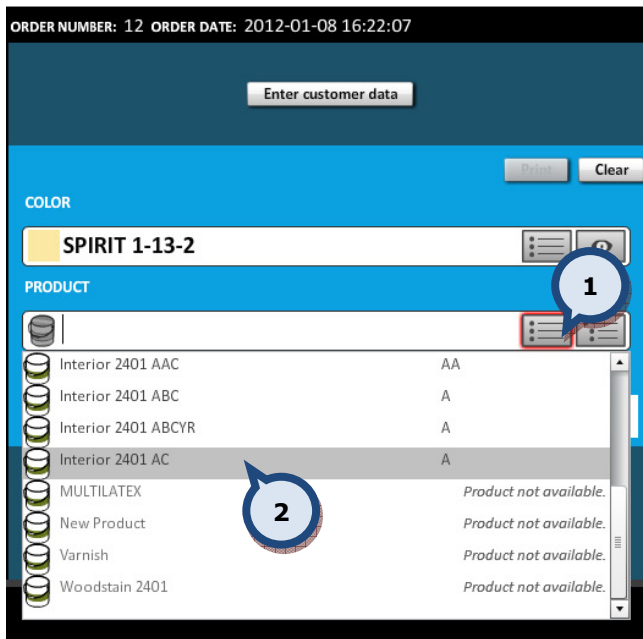 ORDER NUMBER: 12 ORDER DATE: 2012-01-08 16:22:07
Enter customer data
Print Clear
COLOR
SPIRIT 1-13-2
PRODUCT
1
Interior 2401 AAC AA
Interior 2401 ABC A
Interior 2401 ABCYR A
Interior 2401 AC A
MULTILATEX Product not available.
2
New Product Product not available.
Varnish Product not available.
Woodstain 2401 Product not available.